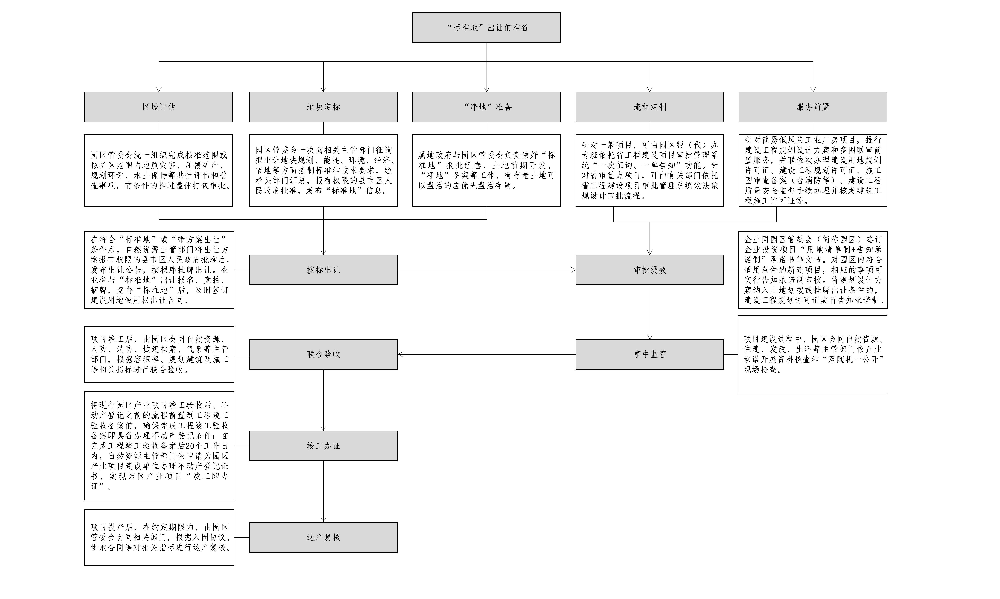 “标准地”出让前准备
区域评估
地块定标
“净地”准备
流程定制
服务前置
园区管委会统一组织完成核准范围或
拟扩区范围内地质灾害、压覆矿产、
规划环评、水土保持等共性评估和普
查事项，有条件的推进整体打包审批。
园区管委会一次向相关主管部门征询
拟出让地块规划、能耗、环境、经济、
节地等方面控制标准和技术要求，经
牵头部门汇总，报有权限的县市区人
民政府批准，发布“标准地”信息。
属地政府与园区管委会负责做好“标
准地”报批组卷、土地前期开发、
“净地”备案等工作，有存量土地可
以盘活的应优先盘活存量。
针对一般项目，可由园区帮（代）办
专班依托省工程建设项目审批管理系
统“一次征询、一单告知”功能。针
对省市重点项目，可由有关部门依托
省工程建设项目审批管理系统依法依
规设计审批流程。
针对简易低风险工业厂房项目，推行
建设工程规划设计方案和多图联审前
置服务，并联依次办理建设用地规划
许可证、建设工程规划许可证、施工
图审查备案（含消防等）、建设工程
质量安全监督手续办理并核发建筑工
程施工许可证等。
在符合“标准地”或“带方案出让”
条件后，自然资源主管部门将出让方
案报有权限的县市区人民政府批准后，
发布出让公告，按程序挂牌出让。企
业参与“标准地”出让报名、竞拍、
摘牌，竞得“标准地”后，及时签订
建设用地使用权出让合同。
按标出让
审批提效
企业同园区管委会（简称园区）签订
企业投资项目“用地清单制+告知承
诺制”承诺书等文书。对园区内符合
适用条件的新建项目，相应的事项可
实行告知承诺制审核。将规划设计方
案纳入土地划拨或挂牌出让条件的，
建设工程规划许可证实行告知承诺制。
项目竣工后，由园区会同自然资源、
人防、消防、城建档案、气象等主管
部门，根据容积率、规划建筑及施工
等相关指标进行联合验收。
联合验收
事中监管
项目建设过程中，园区会同自然资源、
住建、发改、生环等主管部门依企业
承诺开展资料核查和“双随机一公开”
现场检查。
将现行园区产业项目竣工验收后、不
动产登记之前的流程前置到工程竣工
验收备案前，确保完成工程竣工验收
备案即具备办理不动产登记条件；在
完成工程竣工验收备案后20个工作日
内，自然资源主管部门依申请为园区
产业项目建设单位办理不动产登记证
书，实现园区产业项目“竣工即办
证”。
竣工办证
项目投产后，在约定期限内，由园区
管委会会同相关部门，根据入园协议、
供地合同等对相关指标进行达产复核。
达产复核